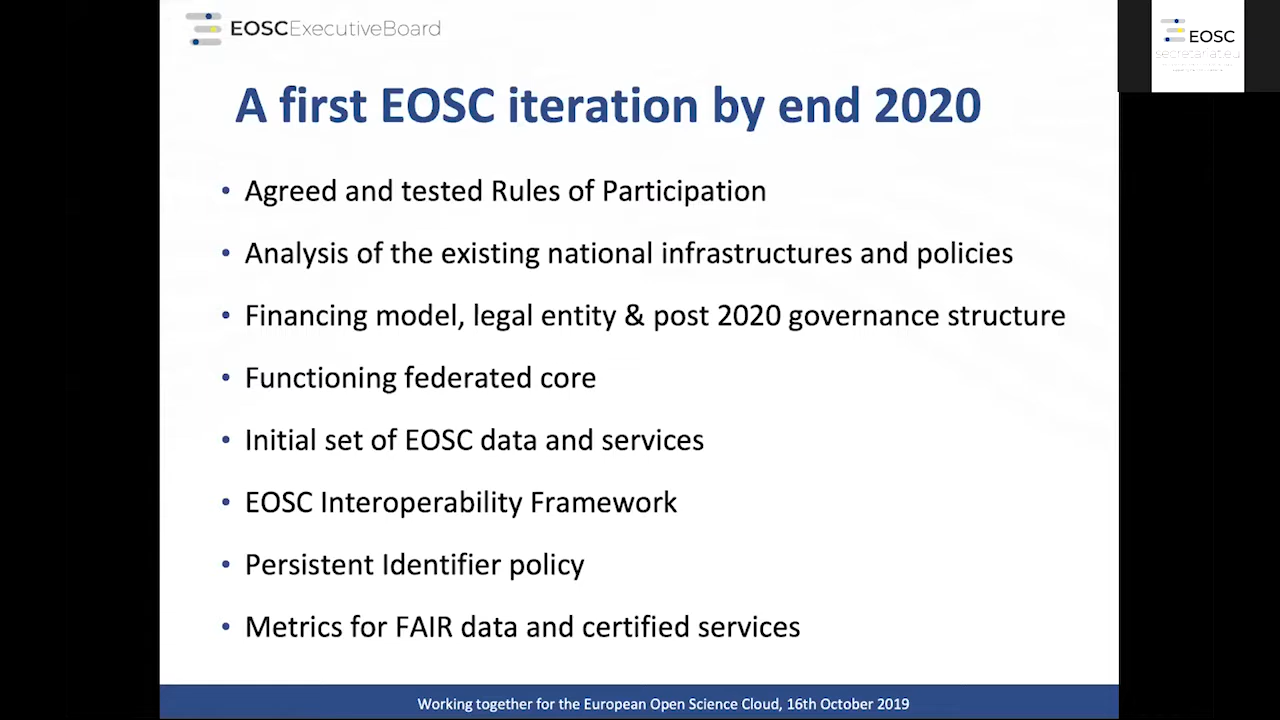 EOSCExecutiveBoard
EOSC
A first EOSC iteration by end 2020
• Agreed and tested Rules of Participation
• Analysis of the existing national infrastructures and policies
• Financing model, legal entity & post 2020 governance structure
• Functioning federated core
• Initial set of EOSC data and services
• EOSC Interoperability Framework
• Persistent Identifier policy
• Metrics for FAIR data and certified services
Working together for the European Open Science Cloud, 16th October 2019